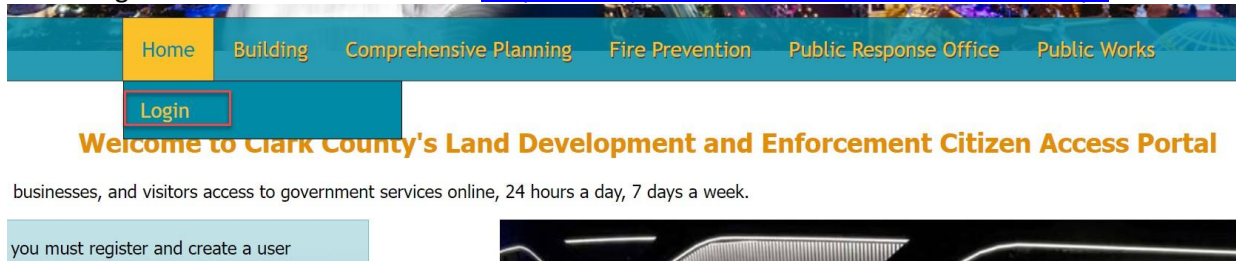 Home Building Comprehensive Planning Fire Prevention Public Response Office Public Works
Login
Welcome to Clark County's Land Development and Enforcement Citizen Access Portal
businesses, and visitors access to government services online, 24 hours a day, 7 days a week.
you must register and create a user